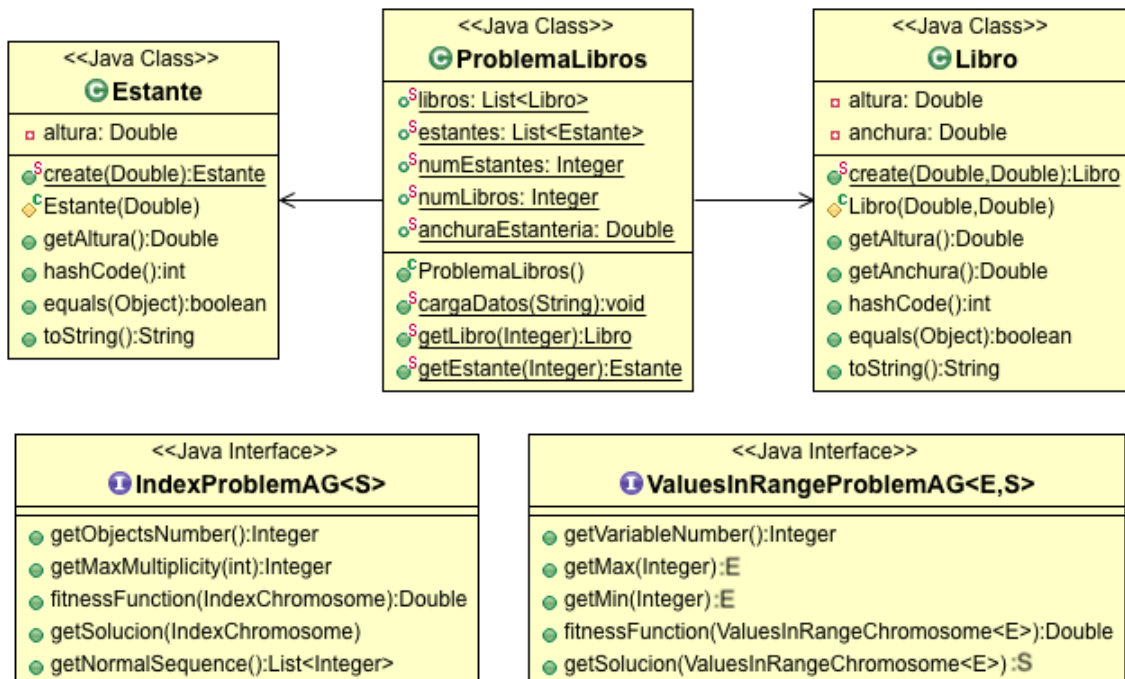 <<Java Class>>
Estante
altura: Double
create(Double):Estante
Estante(Double)
getAltura():Double
hashCode():int
equals(Object):boolean
toString():String
<<Java Class>>
ProblemaLibros
libros: List<Libro>
estantes: List<Estante>
numEstantes: Integer
numLibros: Integer
anchuraEstanteria: Double
ProblemaLibros()
cargaDatos(String):void
getLibro(Integer):Libro
getEstante(Integer):Estante
<<Java Class>>
Libro
altura: Double
anchura: Double
create(Double,Double):Libro
Libro(Double,Double)
getAltura():Double
getAnchura():Double
hashCode():int
equals(Object):boolean
toString():String
<<Java Interface>>
IndexProblemAG<S>
getObjectsNumber():Integer
getMaxMultiplicity(int):Integer
fitnessFunction(IndexChromosome):Double
getSolucion(IndexChromosome)
getNormalSequence():List<Integer>
<<Java Interface>>
ValuesInRangeProblemAG<E,S>
getVariableNumber():Integer
getMax(Integer):E
getMin(Integer):E
fitnessFunction(ValuesInRangeChromosome<E>):Double
getSolucion(ValuesInRangeChromosome<E>):S